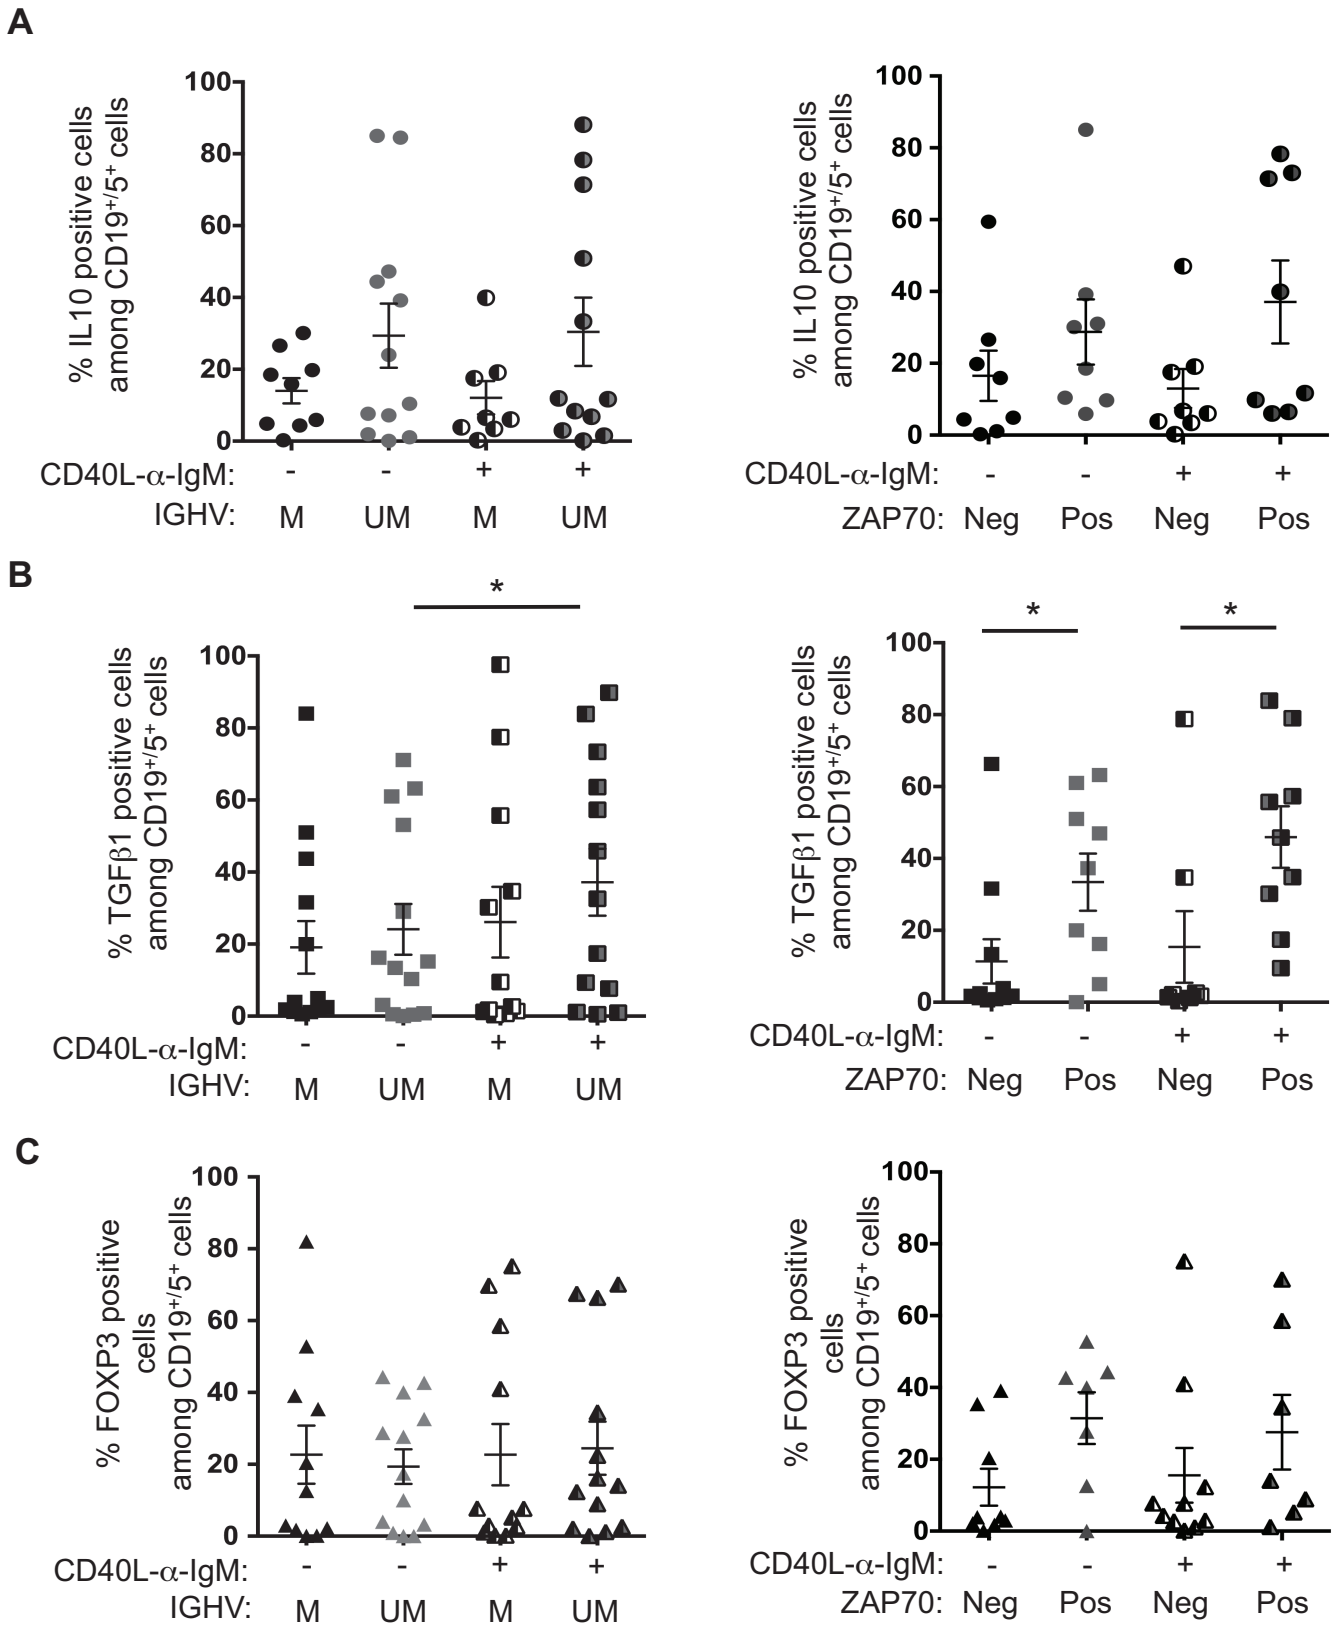 A
% IL10 positive cells
among CD19+/5+ cells
100
80
60
40
20
0
CD40L-α-IgM: - - + +
IGHV: M UM M UM
% IL10 positive cells
among CD19+/5+ cells
100
80
60
40
20
0
CD40L-α-IgM: - - + +
ZAP70: Neg Pos Neg Pos
B
*
% TGFβ1 positive cells
among CD19+/5+ cells
100
80
60
40
20
0
CD40L-α-IgM: - - + +
IGHV: M UM M UM
* *
% TGFβ1 positive cells
among CD19+/5+ cells
100
80
60
40
20
0
CD40L-α-IgM: - - + +
ZAP70: Neg Pos Neg Pos
C
% FOXP3 positive
cells
among CD19+/5+ cells
100
80
60
40
20
0
CD40L-α-IgM: - - + +
IGHV: M UM M UM
% FOXP3 positive
cells
among CD19+/5+ cells
100
80
60
40
20
0
CD40L-α-IgM: - - + +
ZAP70: Neg Pos Neg Pos